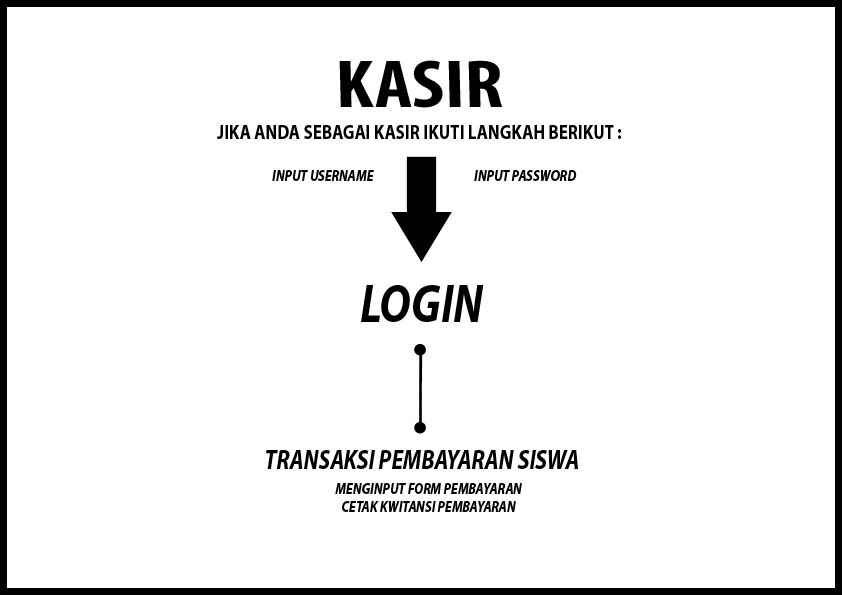 KASIR
JIKA ANDA SEBAGAI KASIR IKUTI LANGKAH BERIKUT :
INPUT USERNAME
INPUT PASSWORD
LOGIN
TRANSAKSI PEMBAYARAN SISWA
MENGINPUT FORM PEMBAYARAN
CETAK KWITANSI PEMBAYARAN